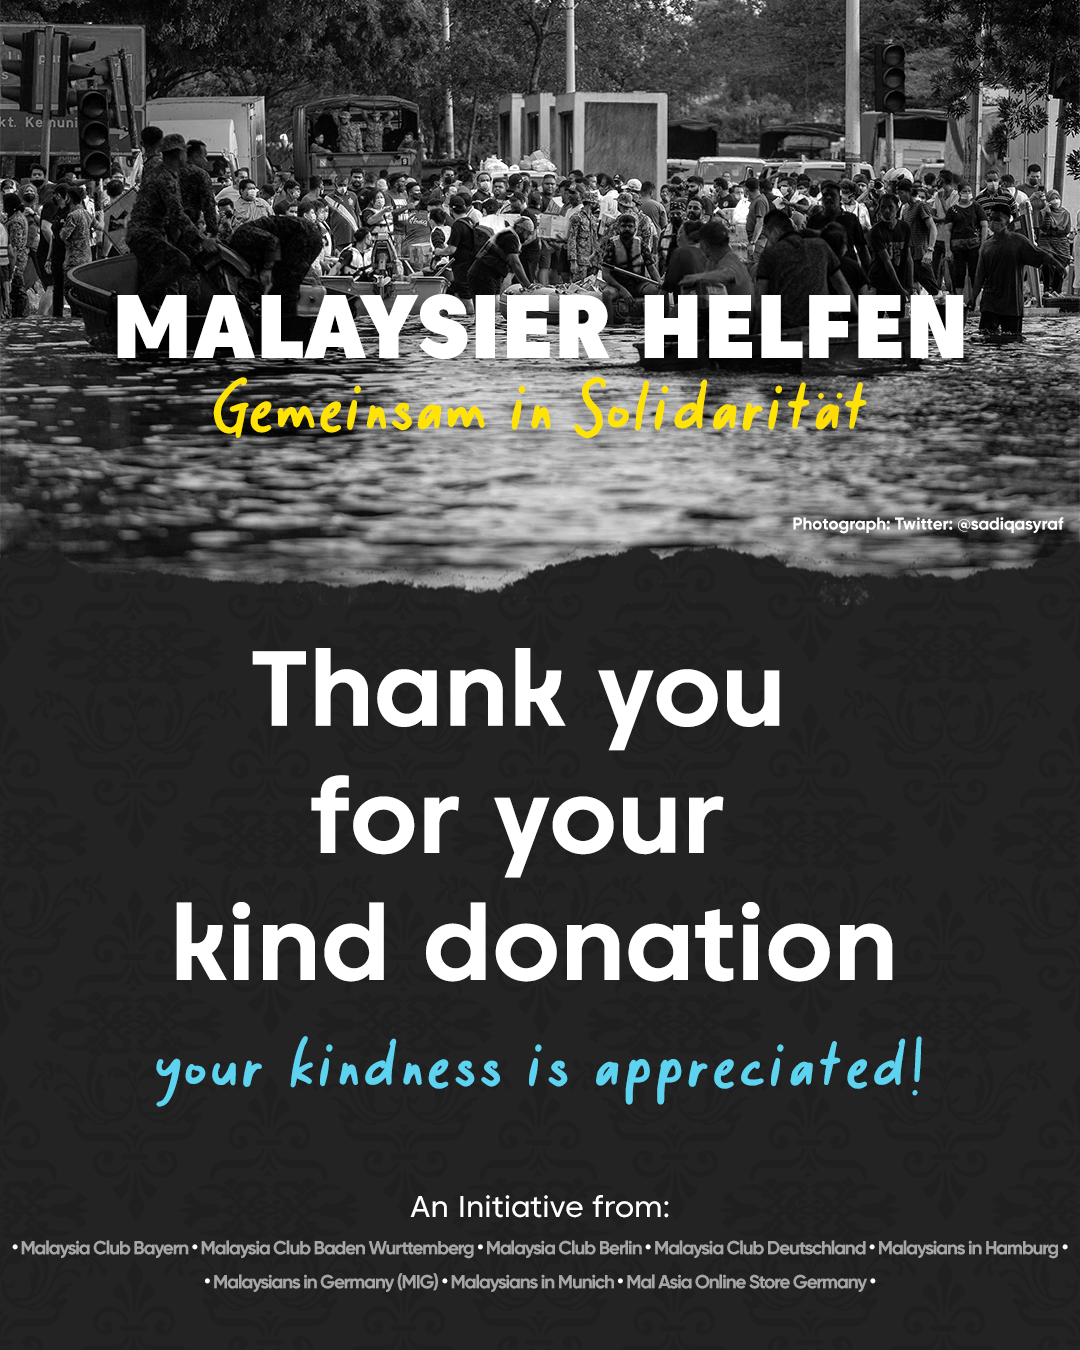 kt. Kemuni
MALAYSIER HELFEN
Gemeinsam in Solidarität
Photograph: Twitter: @sadiqasyraf
Thank you
for your
kind donation
your kindness is appreciated!
An Initiative from:
• Malaysia Club Bayern • Malaysia Club Baden Wurttemberg • Malaysia Club Berlin • Malaysia Club Deutschland • Malaysians in Hamburg •
• Malaysians in Germany (MIG) • Malaysians in Munich • Mal Asia Online Store Germany •